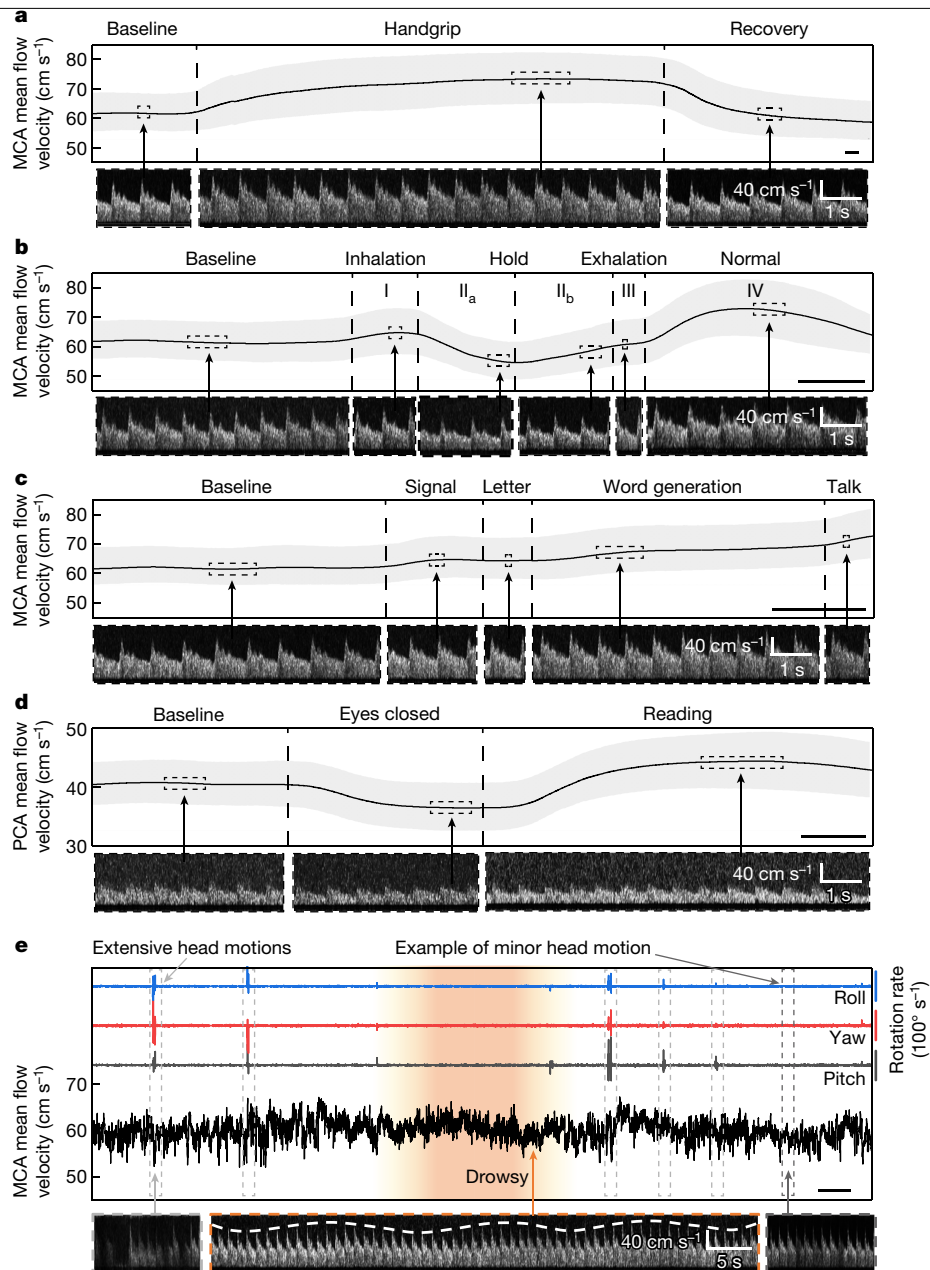 a
Baseline Handgrip Recovery
MCA mean flow
velocity (cm s⁻¹)
80
70
60
50
40 cm s⁻¹
1 s
b
Baseline Inhalation Hold Exhalation Normal
I IIa IIb III IV
MCA mean flow
velocity (cm s⁻¹)
80
70
60
50
40 cm s⁻¹
1 s
c
Baseline Signal Letter Word generation Talk
MCA mean flow
velocity (cm s⁻¹)
80
70
60
50
40 cm s⁻¹
1 s
d
Baseline Eyes closed Reading
PCA mean flow
velocity (cm s⁻¹)
50
40
30
40 cm s⁻¹
1 s
e
Extensive head motions Example of minor head motion
Roll
Yaw
Pitch
Rotation rate
(100° s⁻¹)
MCA mean flow
velocity (cm s⁻¹)
70
60
50
Drowsy
40 cm s⁻¹
5 s